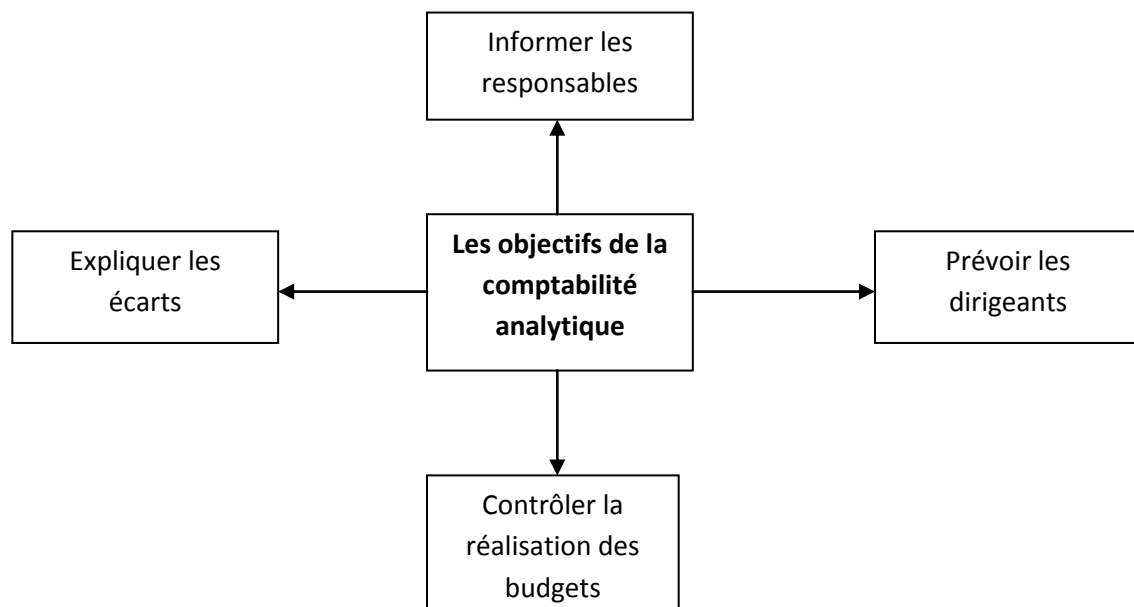 Informer les
responsables
Expliquer les
écarts
Les objectifs de la
comptabilité
analytique
Prévoir les
dirigeants
Contrôler la
réalisation des
budgets